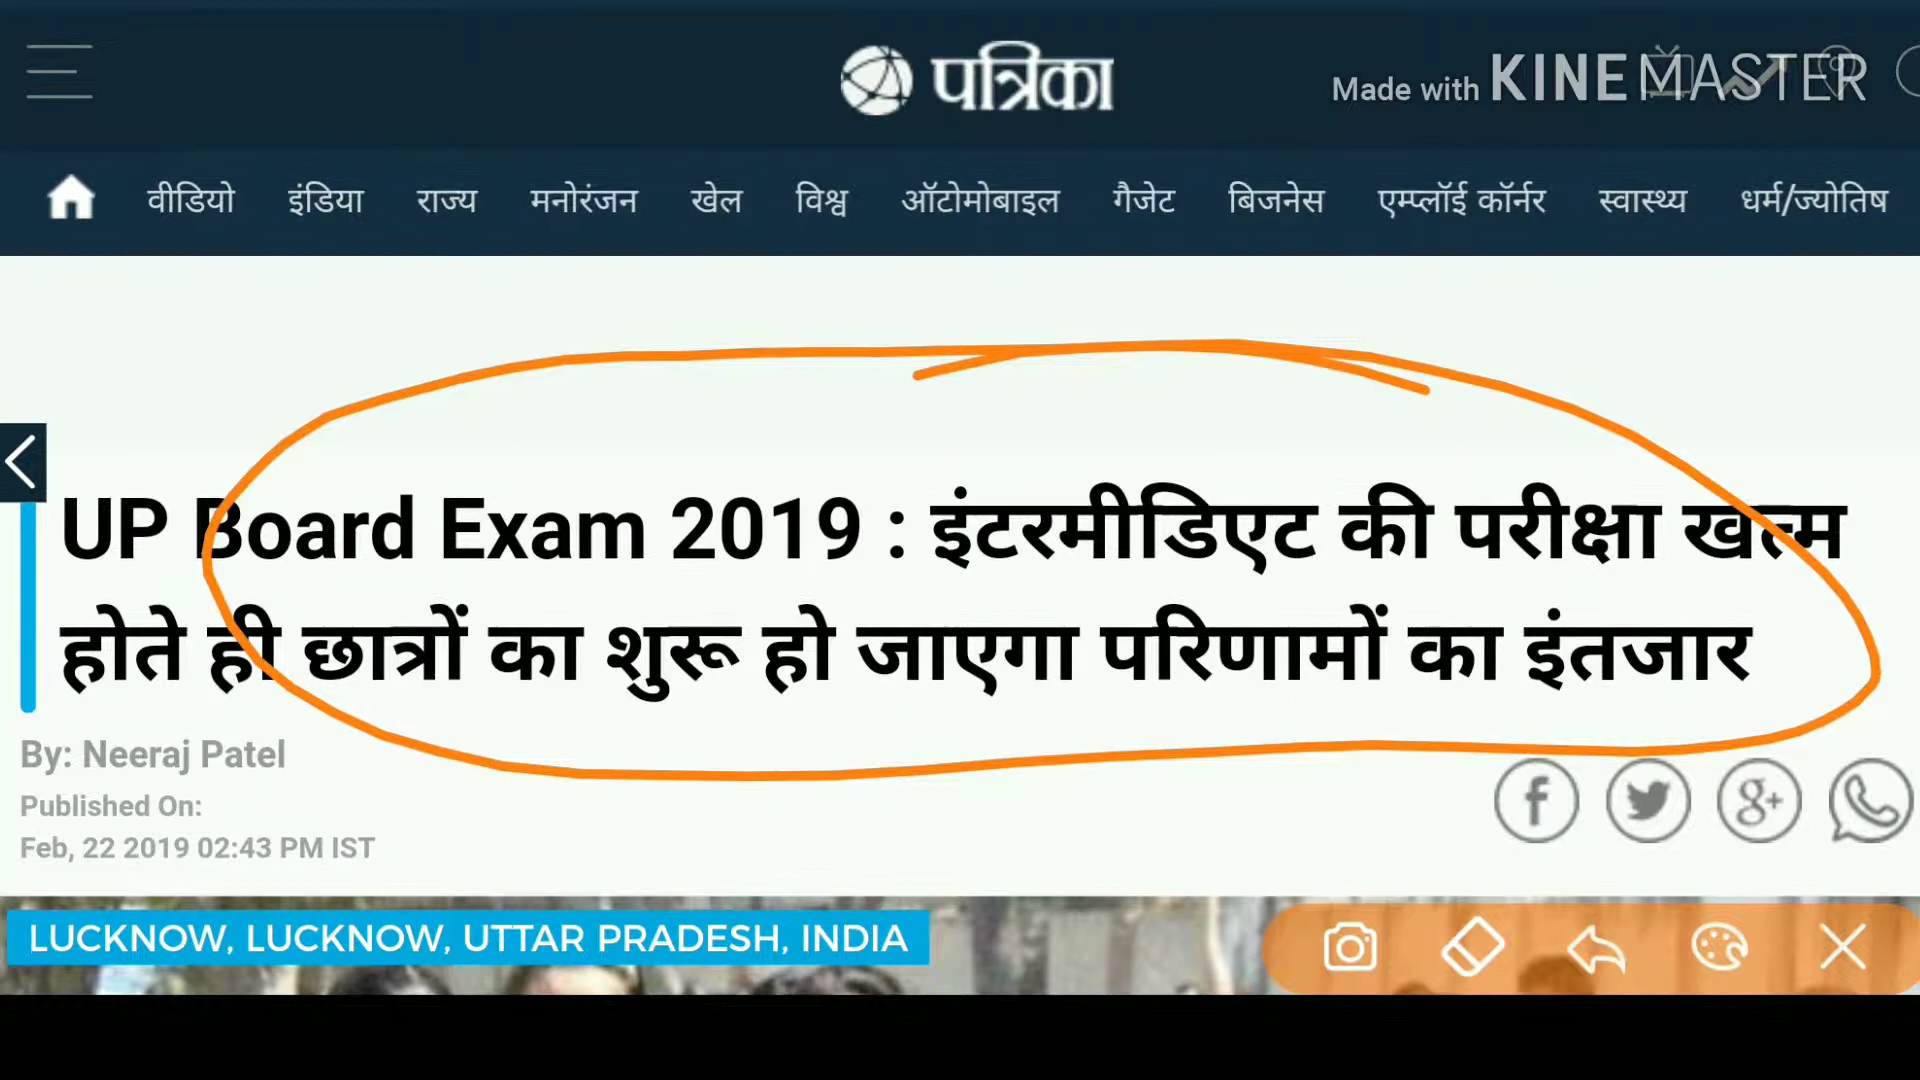 पत्रिका
Made with KINEMASTER
वीडियो इंडिया राज्य मनोरंजन खेल विश्व ऑटोमोबाइल गैजेट बिजनेस एम्प्लॉई कॉर्नर स्वास्थ्य धर्म/ज्योतिष
UP Board Exam 2019 : इंटरमीडिएट की परीक्षा खत्म
होते ही छात्रों का शुरू हो जाएगा परिणामों का इंतजार
By: Neeraj Patel
Published On:
Feb, 22 2019 02:43 PM IST
LUCKNOW, LUCKNOW, UTTAR PRADESH, INDIA